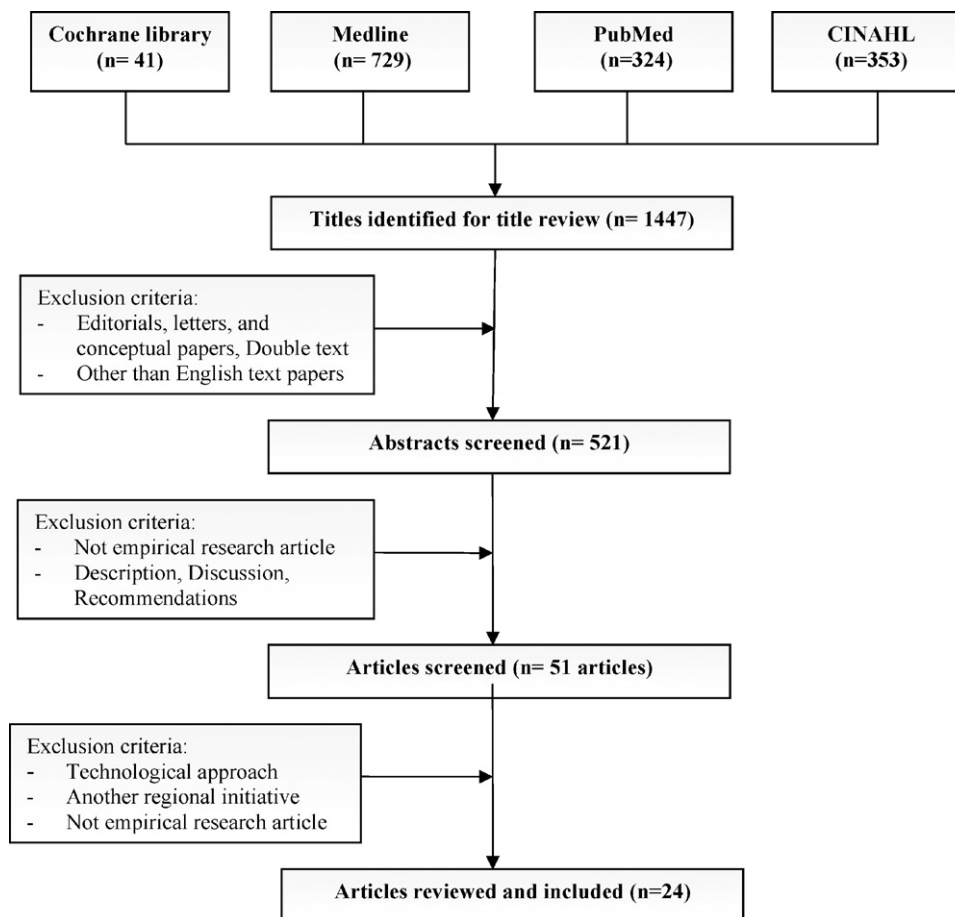 Cochrane library
(n= 41)
Medline
(n= 729)
PubMed
(n=324)
CINAHL
(n=353)
Titles identified for title review (n= 1447)
Exclusion criteria:
- Editorials, letters, and
conceptual papers, Double text
- Other than English text papers
Abstracts screened (n= 521)
Exclusion criteria:
- Not empirical research article
- Description, Discussion,
Recommendations
Articles screened (n= 51 articles)
Exclusion criteria:
- Technological approach
- Another regional initiative
- Not empirical research article
Articles reviewed and included (n=24)